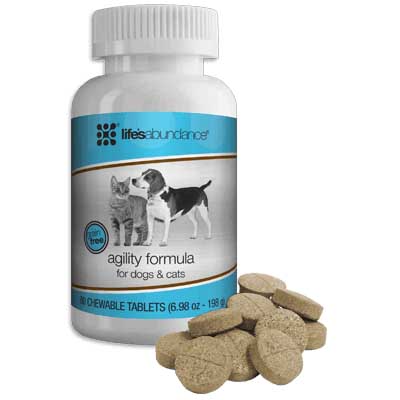 life'sabundance®
grain
free
agility formula
for dogs & cats
CHEWABLE TABLETS (6.98 oz - 198 g